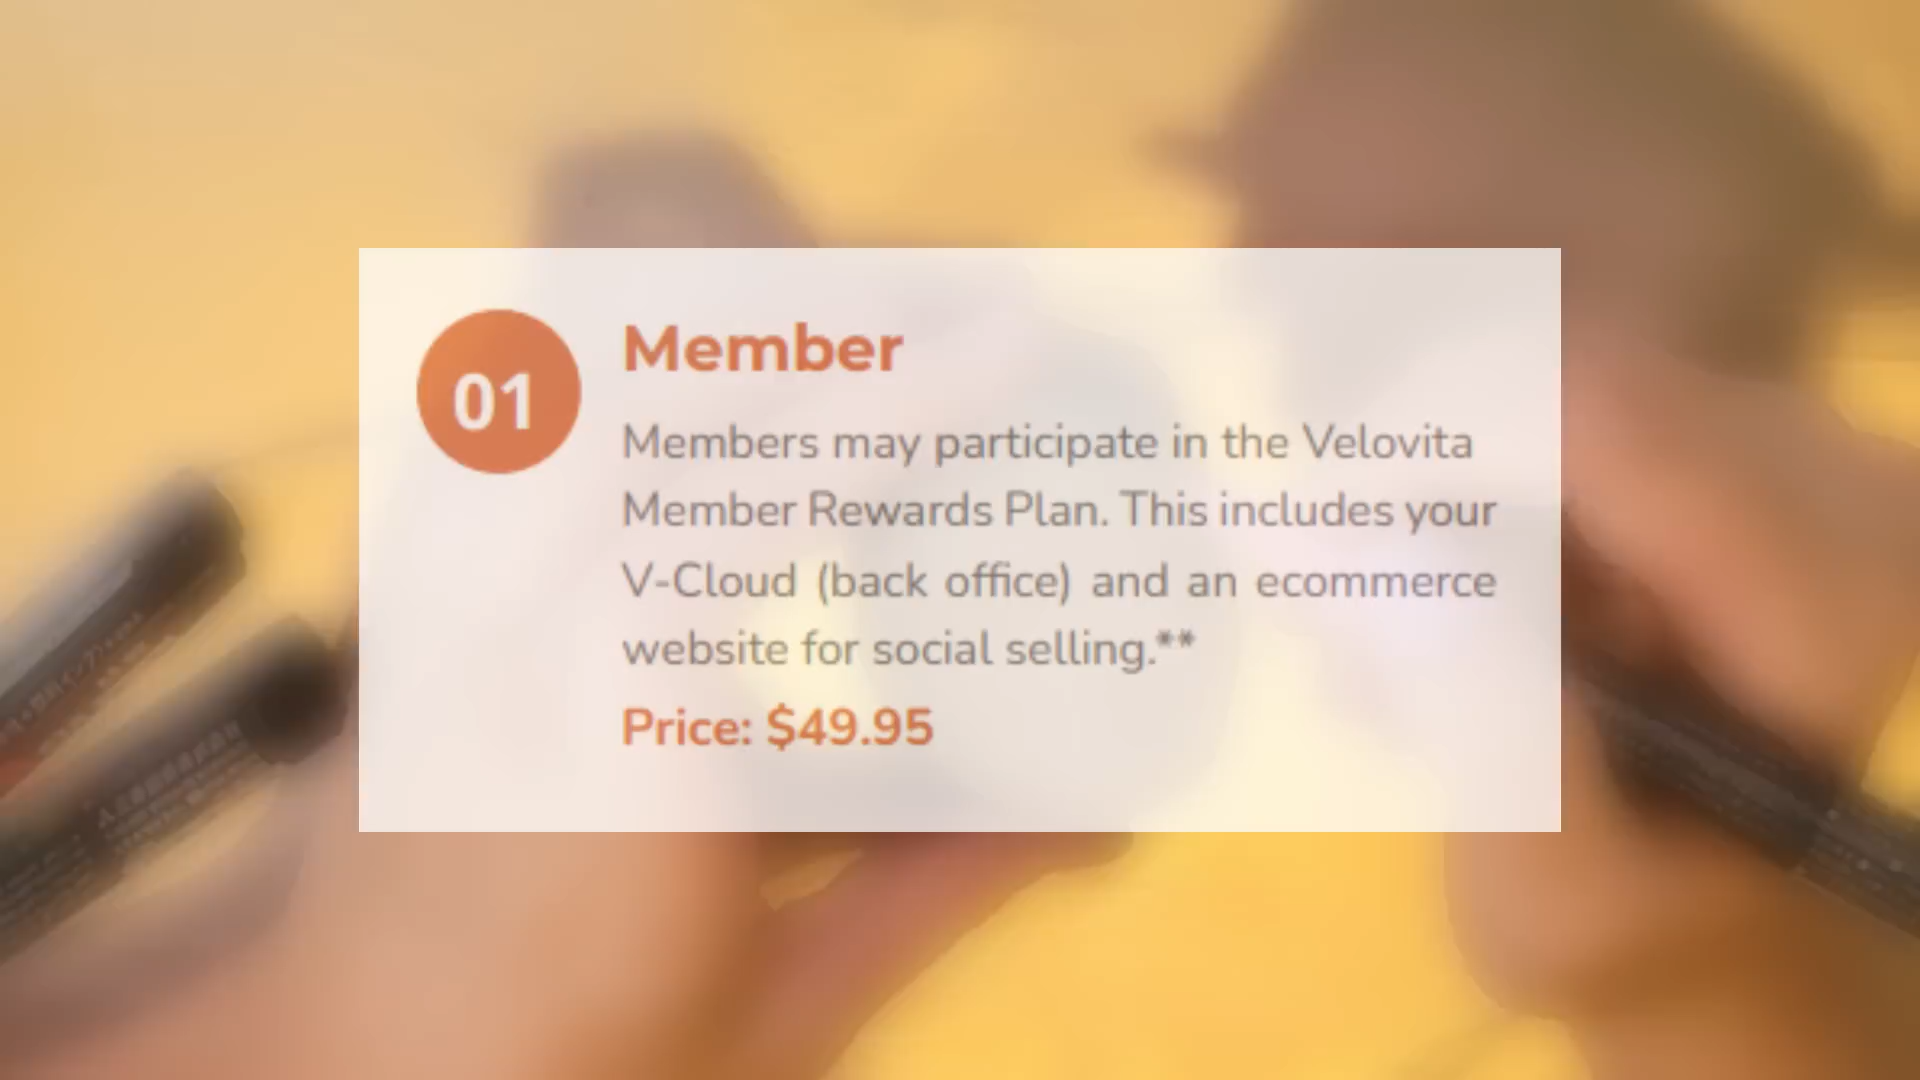 01
Member
Members may participate in the Velovita
Member Rewards Plan. This includes your
V-Cloud (back office) and an ecommerce
website for social selling.**
Price: $49.95